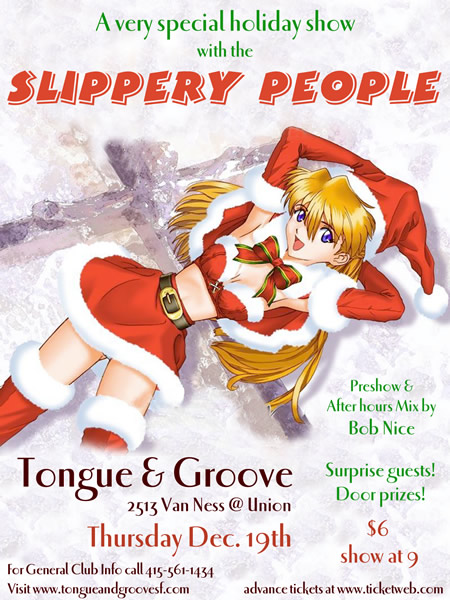 A very special holiday show
with the
SLIPPERY PEOPLE
Preshow &
After hours Mix by
Bob Nice
Tongue & Groove
2513 Van Ness @ Union
Thursday Dec. 19th
Surprise guests!
Door prizes!
$6
show at 9
For General Club Info call 415-561-1434
Visit www.tongueandgroovesf.com
advance tickets at www.ticketweb.com